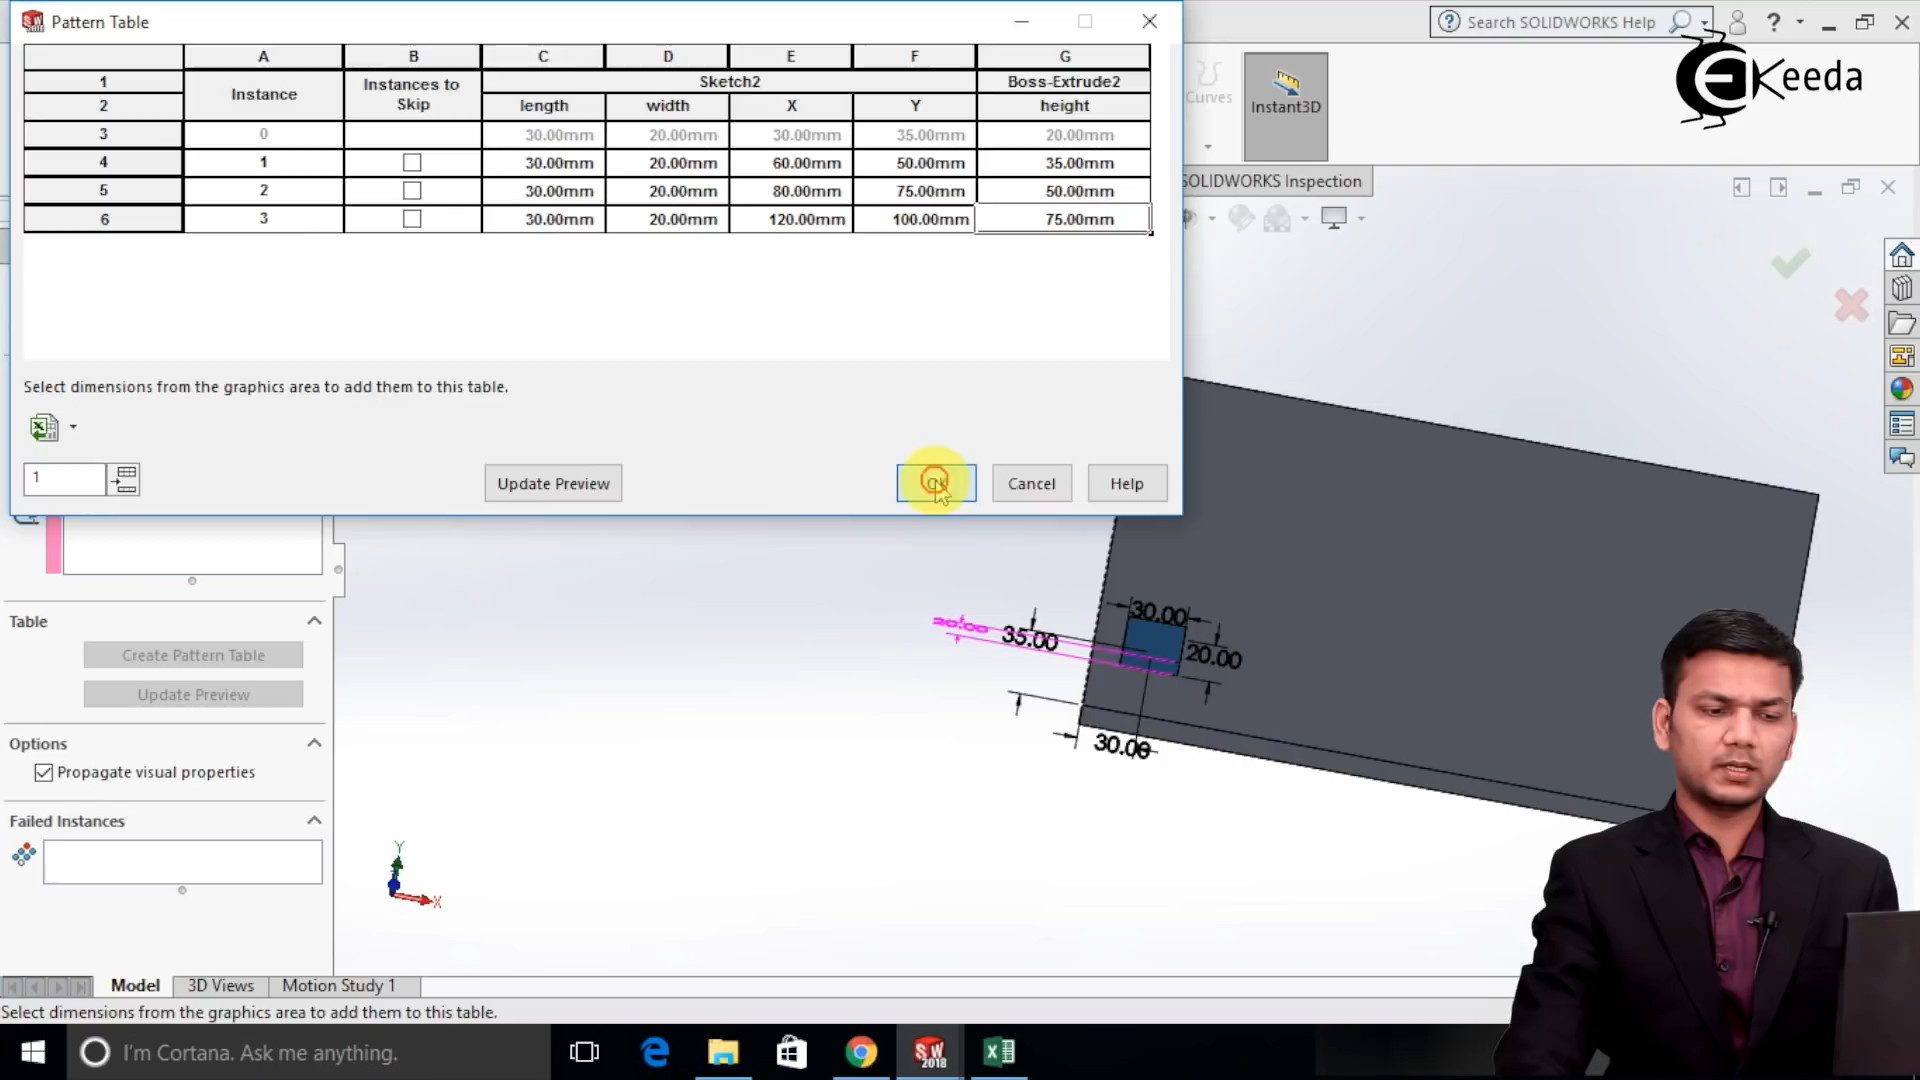 Pattern Table
Search SOLIDWORKS Help
Keeda
Curves
Instant3D
SOLIDWORKS Inspection
A B C D E F G
1 Instance Instances to Skip Sketch2 Boss-Extrude2
2 length width X Y height
3 0 30.00mm 20.00mm 30.00mm 35.00mm 20.00mm
4 1 30.00mm 20.00mm 60.00mm 50.00mm 35.00mm
5 2 30.00mm 20.00mm 80.00mm 75.00mm 50.00mm
6 3 30.00mm 20.00mm 120.00mm 100.00mm 75.00mm
Select dimensions from the graphics area to add them to this table.
1
Update Preview
Cancel
Help
Table
Create Pattern Table
Update Preview
Options
Propagate visual properties
Failed Instances
30.00
20.00
35.00
20.00
30.00
Y
X
Model
3D Views
Motion Study 1
Select dimensions from the graphics area to add them to this table.
I'm Cortana. Ask me anything.
SW
2018